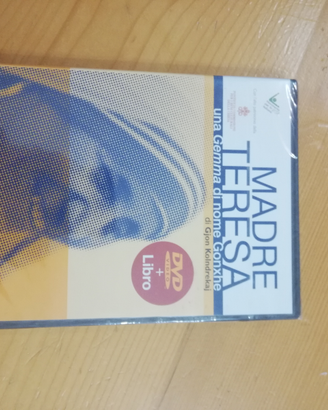 MADRE
TERESA
una Gemma di nome Gonxhe
di Gjon Kolndrekaj
DVD
+
Libro